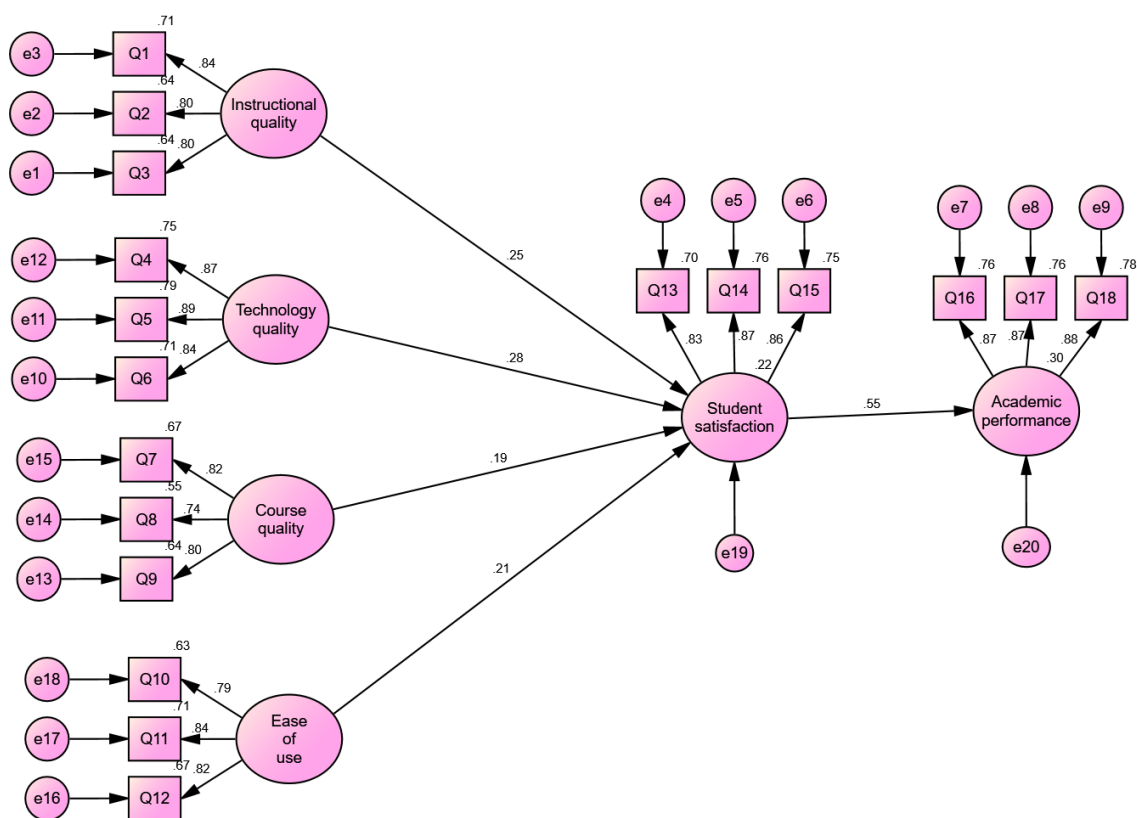 .71
e3
Q1
.84
.64
e2
Q2
.80
Instructional
quality
.64
.80
e1
Q3
.75
e12
Q4
.87
.79
e11
Q5
.89
Technology
quality
.71
.84
e10
Q6
.67
e15
Q7
.82
.55
e14
Q8
.74
Course
quality
.64
.80
e13
Q9
.63
e18
Q10
.79
.71
e17
Q11
.84
Ease
of
use
.67
.82
e16
Q12
.25
.28
.19
.21
e4
e5
e6
.70
.76
.75
Q13
Q14
Q15
.83
.87
.86
.22
Student
satisfaction
e19
.55
e7
e8
e9
.76
.76
.78
Q16
Q17
Q18
.87
.87
.88
.30
Academic
performance
e20